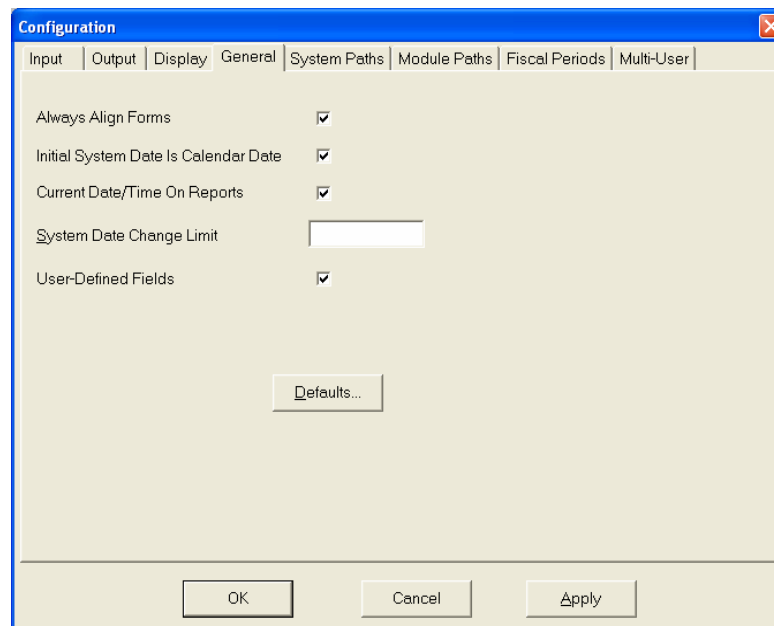 Configuration
Input Output Display General System Paths Module Paths Fiscal Periods Multi-User
Always Align Forms
Initial System Date Is Calendar Date
Current Date/Time On Reports
System Date Change Limit
User-Defined Fields
Defaults...
OK Cancel Apply